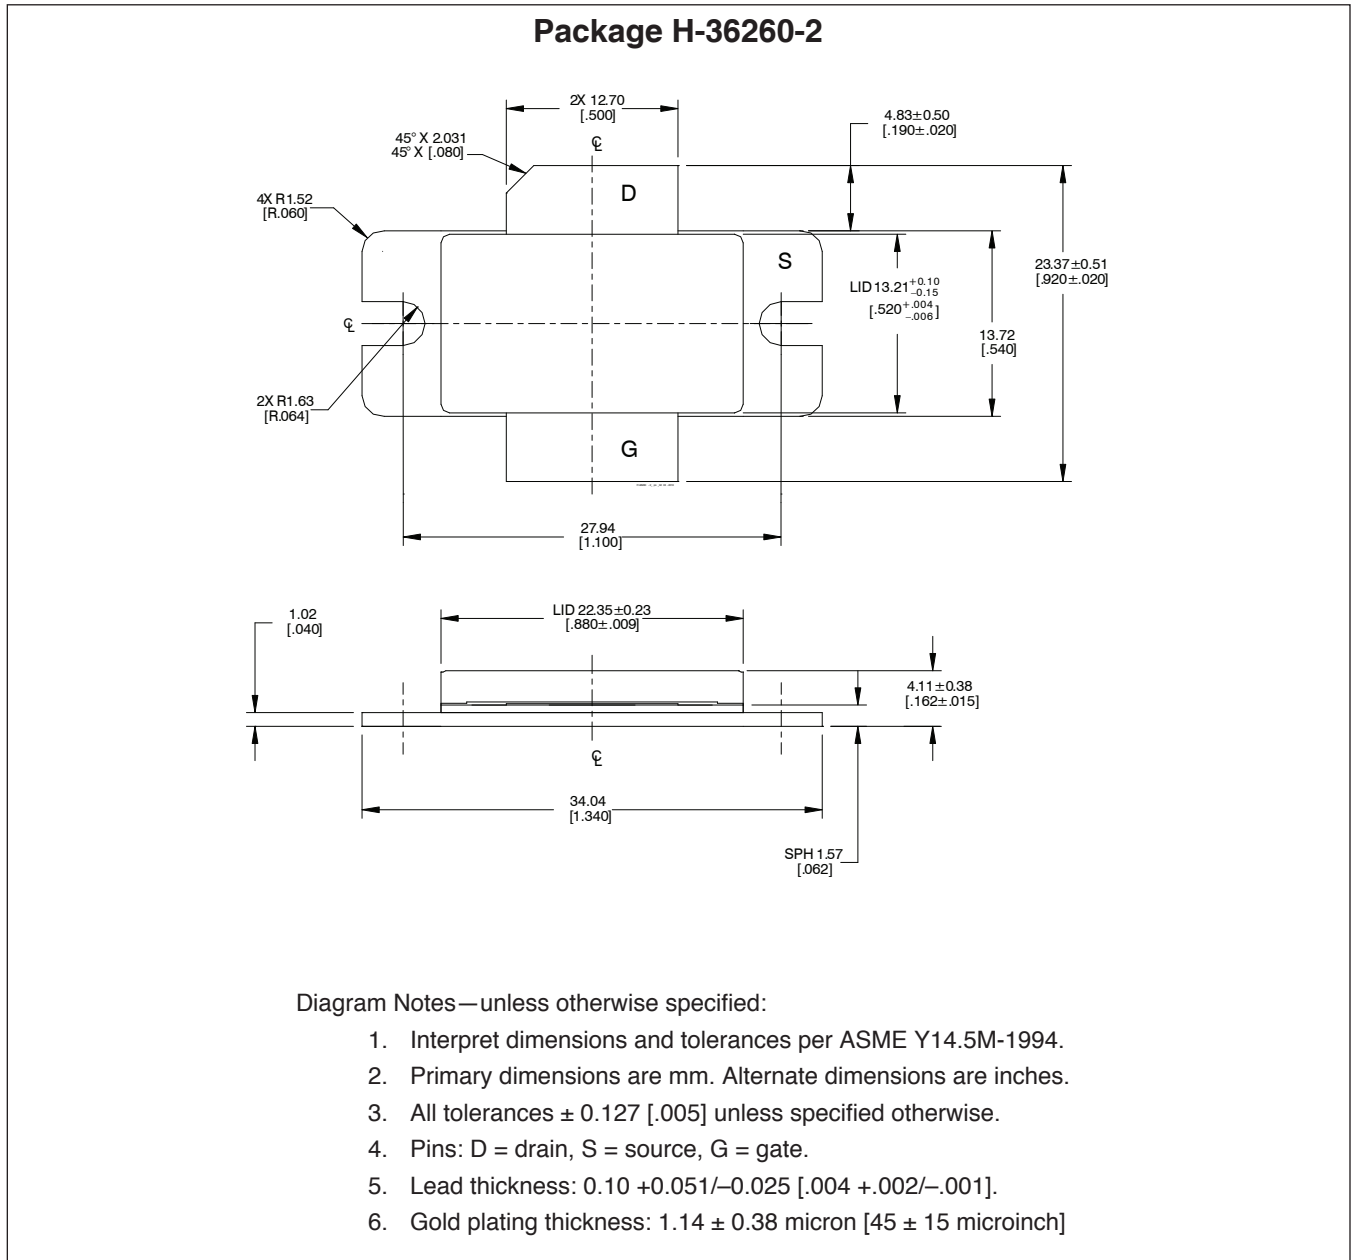 Package H-36260-2
2X 12.70
[.500]
℄
4.83±0.50
[.190±.020]
45° X 2.031
45° X [.080]
D
4X R1.52
[R.060]
S
LID 13.21 +0.10 –0.15
[.520 +.004 –.006]
23.37±0.51
[.920±.020]
℄
13.72
[.540]
2X R1.63
[R.064]
G
27.94
[1.100]
LID 22.35±0.23
[.880±.009]
1.02
[.040]
4.11±0.38
[.162±.015]
℄
34.04
[1.340]
SPH 1.57
[.062]
Diagram Notes—unless otherwise specified:
1. Interpret dimensions and tolerances per ASME Y14.5M-1994.
2. Primary dimensions are mm. Alternate dimensions are inches.
3. All tolerances ± 0.127 [.005] unless specified otherwise.
4. Pins: D = drain, S = source, G = gate.
5. Lead thickness: 0.10 +0.051/–0.025 [.004 +.002/–.001].
6. Gold plating thickness: 1.14 ± 0.38 micron [45 ± 15 microinch]